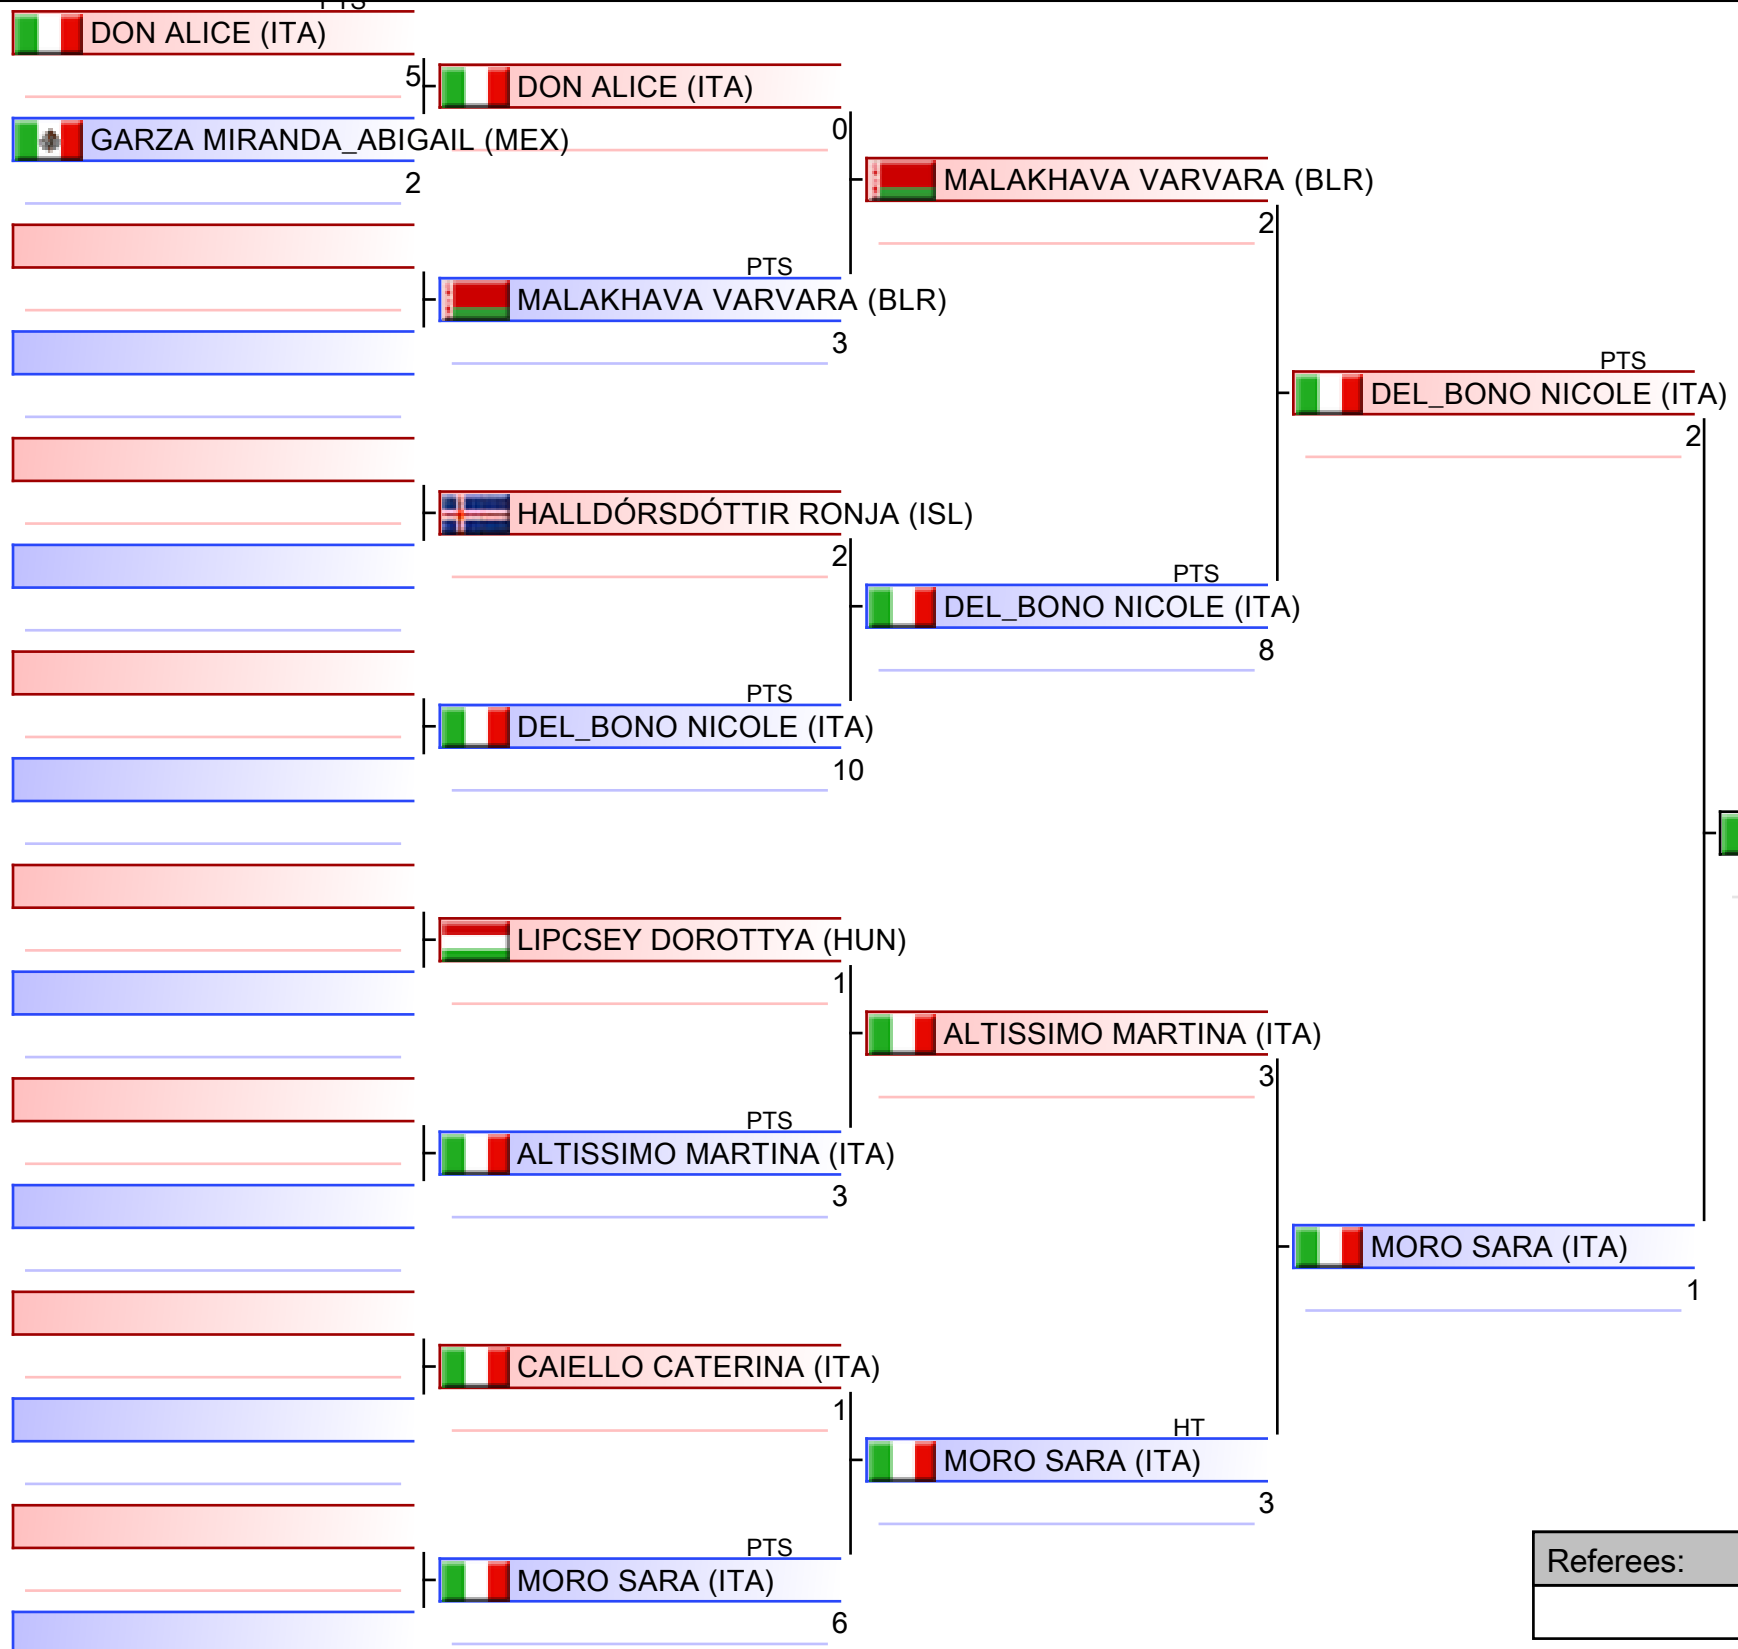 PTS
DON ALICE (ITA)
5
GARZA MIRANDA_ABIGAIL (MEX)
2
DON ALICE (ITA)
0
PTS
MALAKHAVA VARVARA (BLR)
3
HALLDÓRSDÓTTIR RONJA (ISL)
2
PTS
DEL_BONO NICOLE (ITA)
10
LIPCSEY DOROTTYA (HUN)
1
PTS
ALTISSIMO MARTINA (ITA)
3
CAIELLO CATERINA (ITA)
1
PTS
MORO SARA (ITA)
6
MALAKHAVA VARVARA (BLR)
2
PTS
DEL_BONO NICOLE (ITA)
8
ALTISSIMO MARTINA (ITA)
3
HT
MORO SARA (ITA)
3
PTS
DEL_BONO NICOLE (ITA)
2
MORO SARA (ITA)
1
Referees: